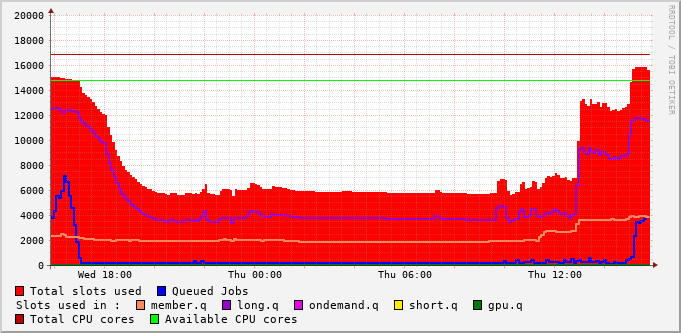 20000
18000
16000
14000
12000
10000
8000
6000
4000
2000
0
Wed 18:00 Thu 00:00 Thu 06:00 Thu 12:00
Total slots used Queued Jobs
Slots used in : member.q long.q ondemand.q short.q gpu.q
Total CPU cores Available CPU cores
RRDTOOL / TOBI OETIKER